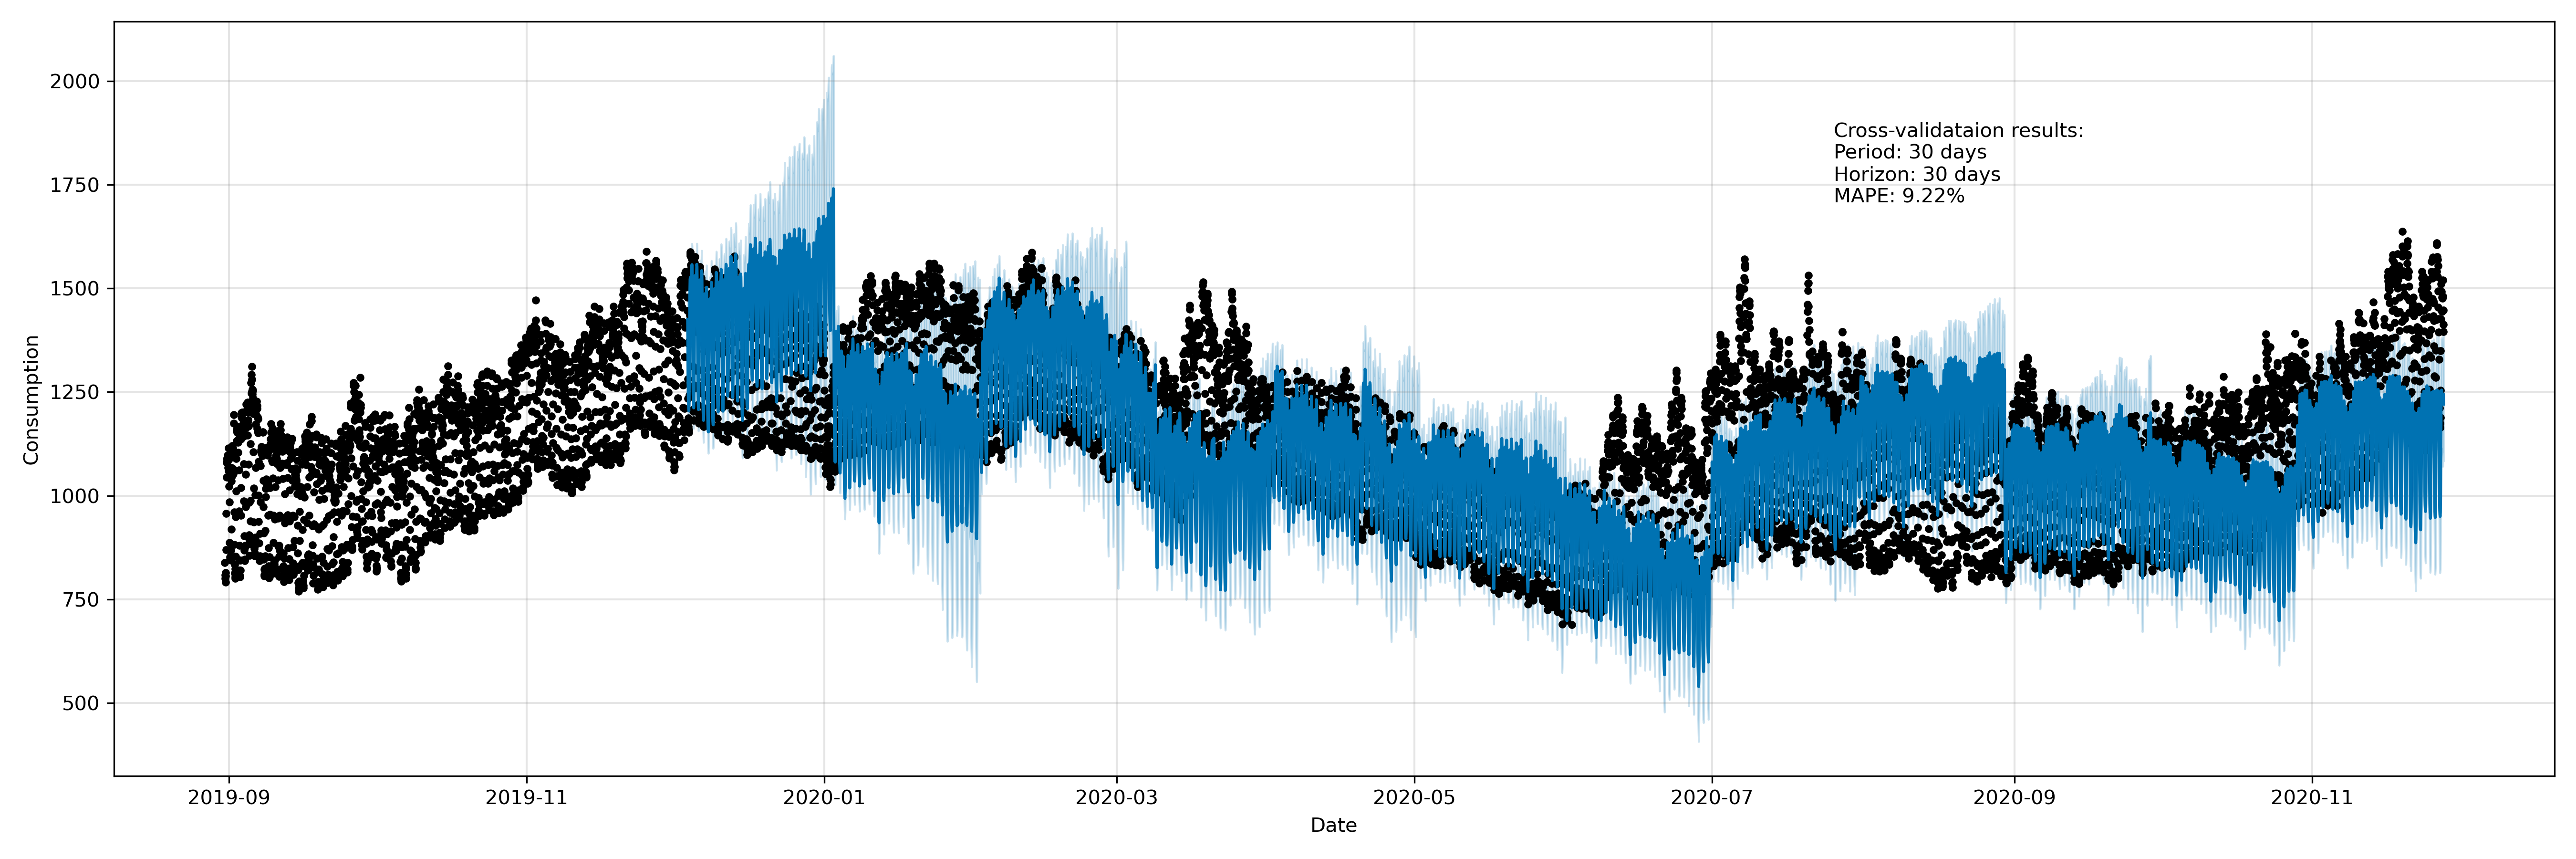 2000
1750
1500
1250
1000
750
500
Consumption
Cross-validataion results:
Period: 30 days
Horizon: 30 days
MAPE: 9.22%
2019-09 2019-11 2020-01 2020-03 2020-05 2020-07 2020-09 2020-11
Date